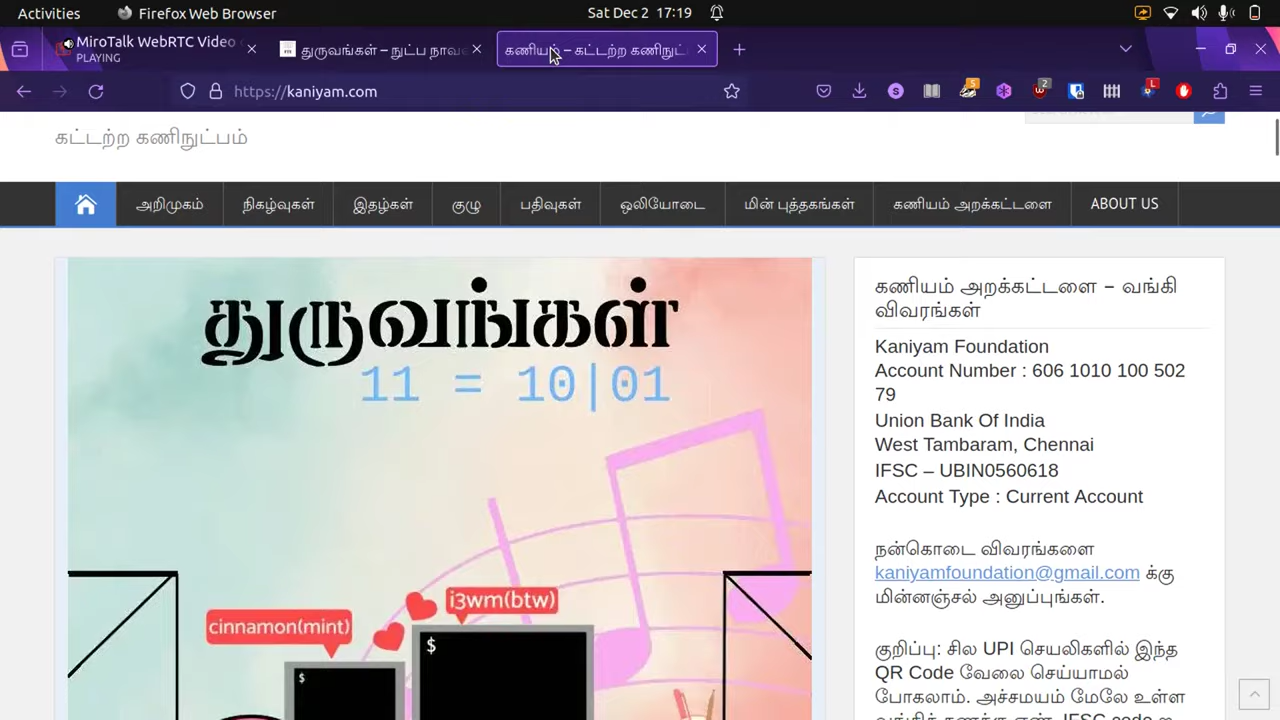 Activities
Firefox Web Browser
Sat Dec 2 17:19
MiroTalk WebRTC Video
PLAYING
துருவங்கள் – நுட்ப நாவ
கணியம் – கட்டற்ற கணிநுட்
https://kaniyam.com
கட்டற்ற கணிநுட்பம்
அறிமுகம்
நிகழ்வுகள்
இதழ்கள்
குழு
பதிவுகள்
ஒலியோடை
மின் புத்தகங்கள்
கணியம் அறக்கட்டளை
ABOUT US
துருவங்கள்
11 = 10|01
cinnamon(mint)
i3wm(btw)
$
$
கணியம் அறக்கட்டளை – வங்கி
விவரங்கள்
Kaniyam Foundation
Account Number : 606 1010 100 502
79
Union Bank Of India
West Tambaram, Chennai
IFSC – UBIN0560618
Account Type : Current Account
நன்கொடை விவரங்களை
kaniyamfoundation@gmail.com க்கு
மின்னஞ்சல் அனுப்புங்கள்.
குறிப்பு: சில UPI செயலிகளில் இந்த
QR Code வேலை செய்யாமல்
போகலாம். அச்சமயம் மேலே உள்ள